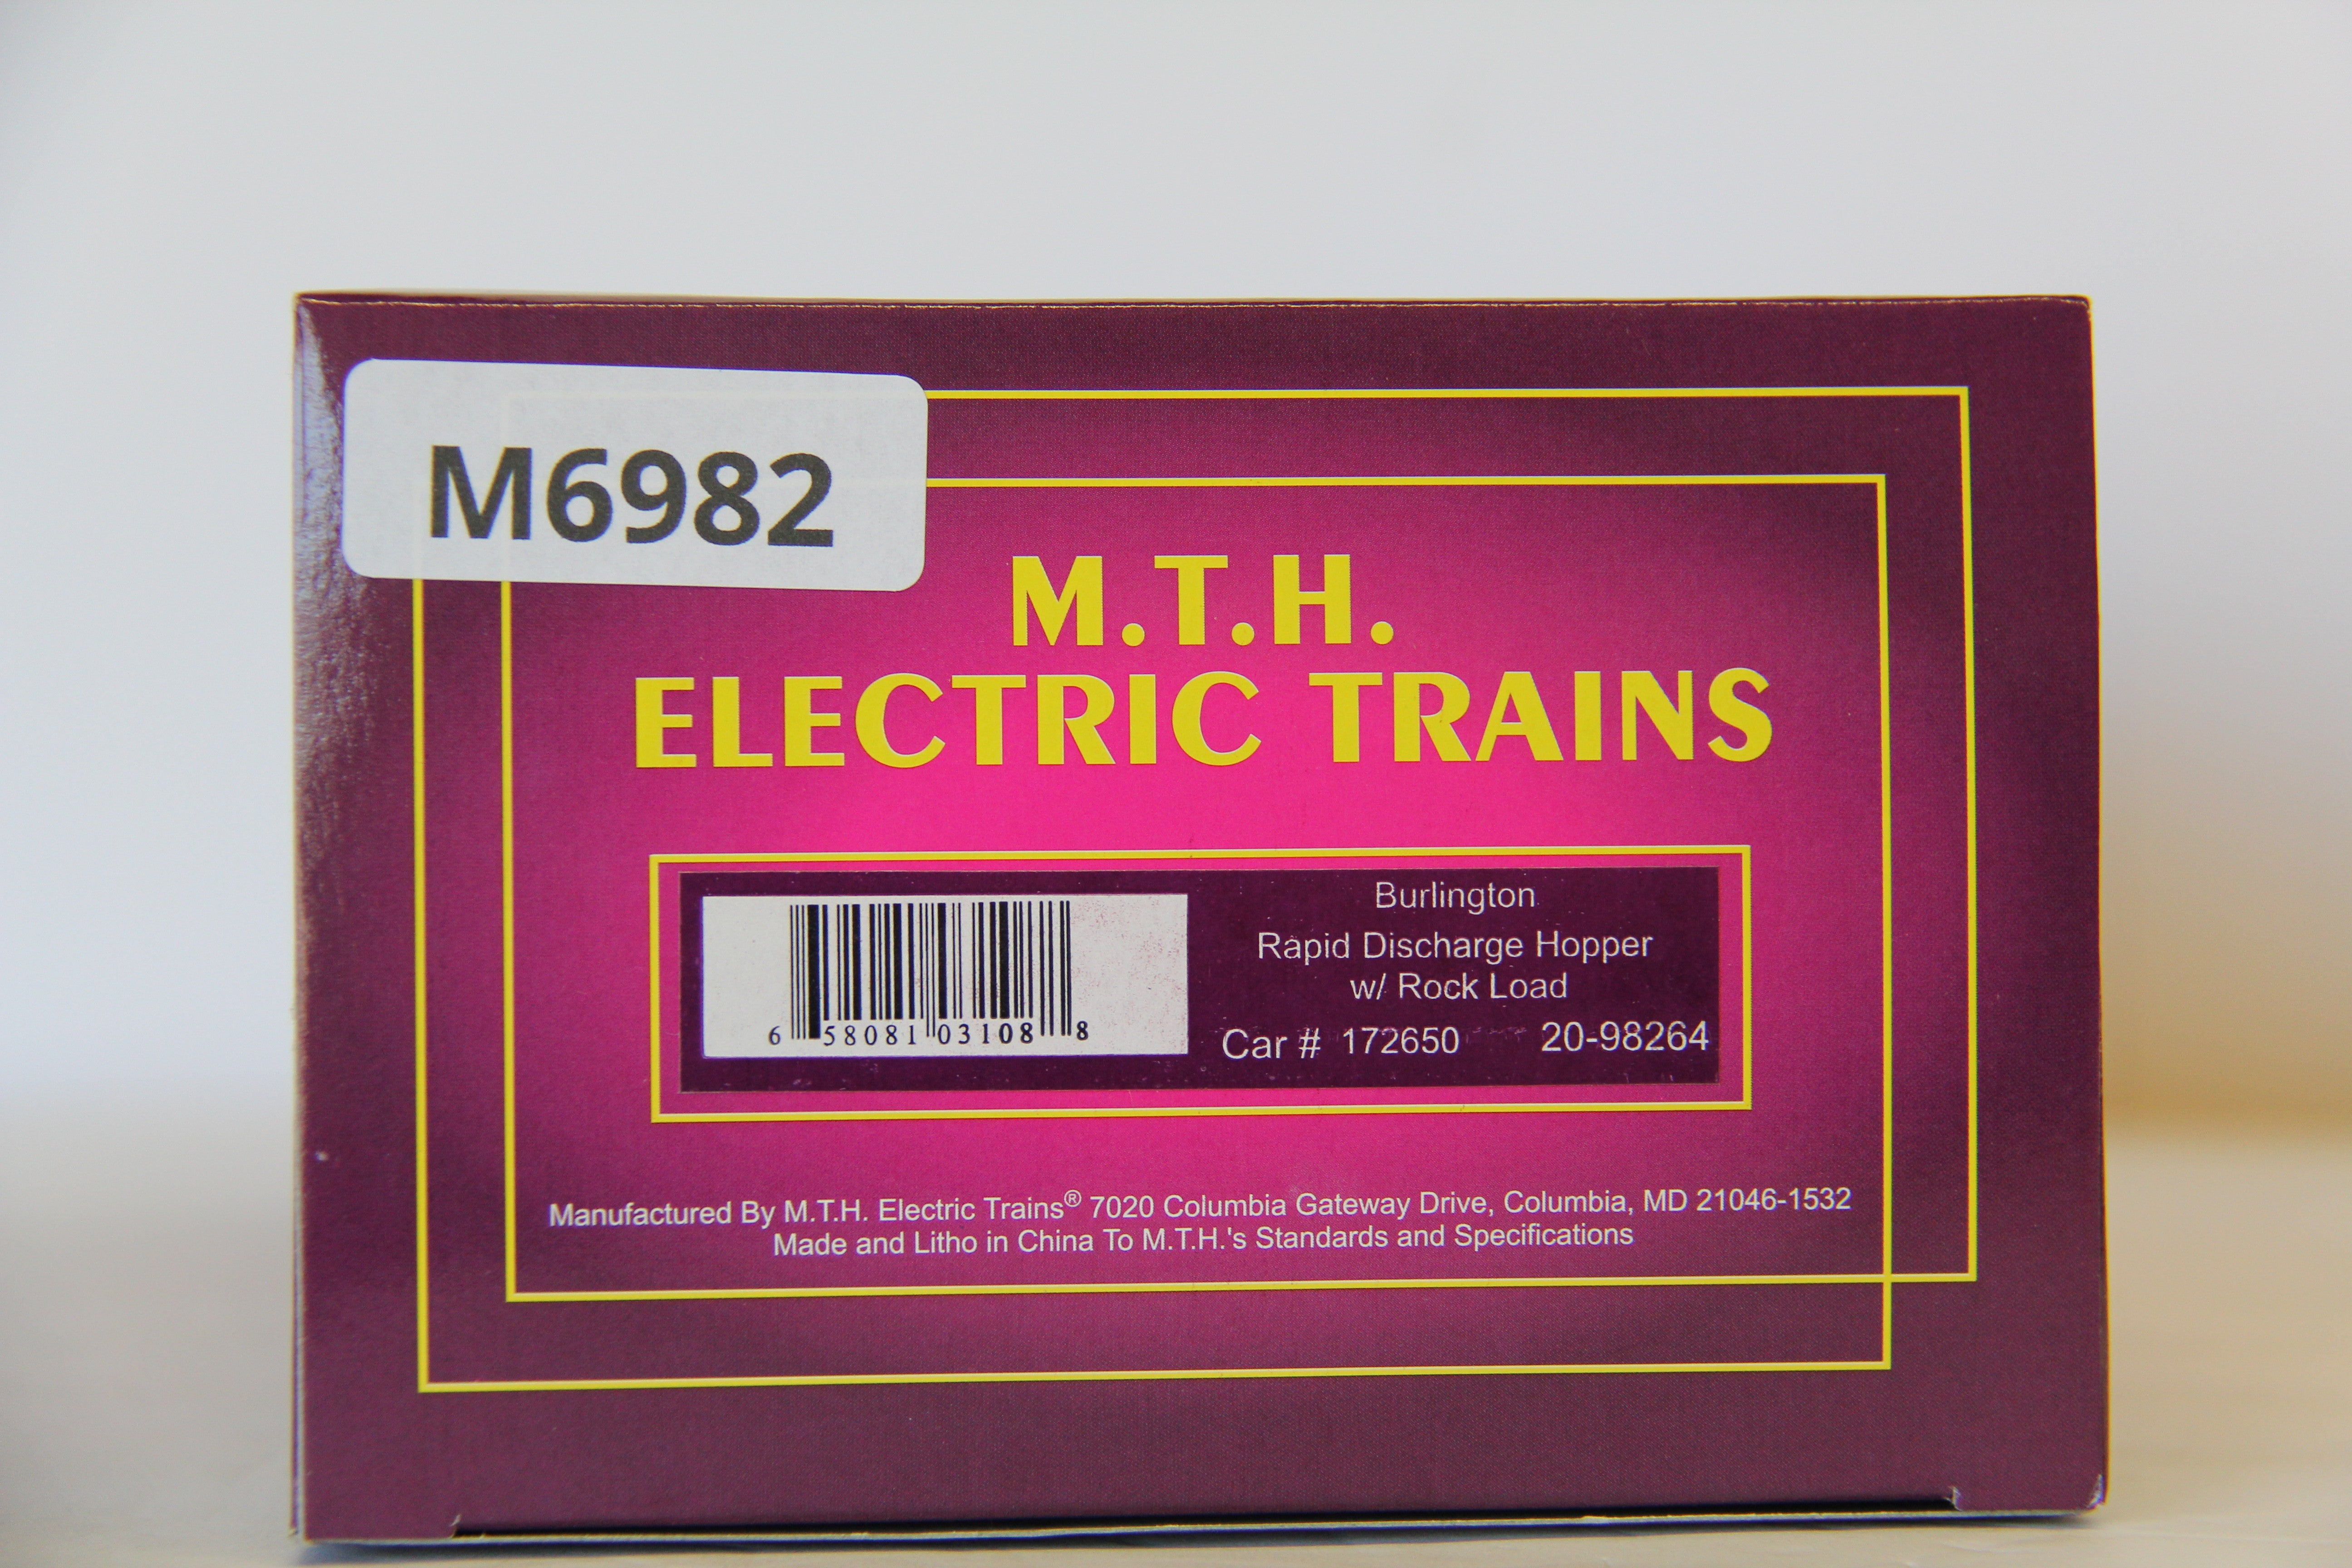 M6982
M.T.H.
ELECTRIC TRAINS
Burlington
Rapid Discharge Hopper
w/ Rock Load
Car # 172650 20-98264
6 58081 03108 8
Manufactured By M.T.H. Electric Trains® 7020 Columbia Gateway Drive, Columbia, MD 21046-1532
Made and Litho in China To M.T.H.'s Standards and Specifications